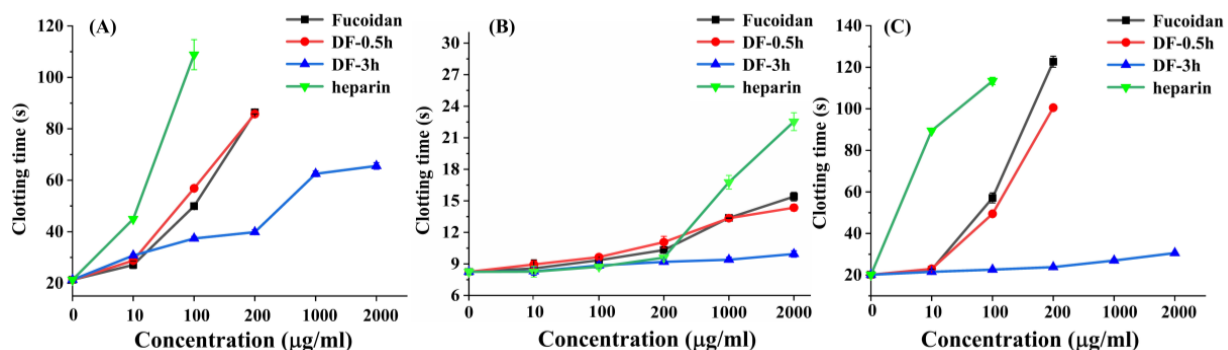 (A)
Fucoidan
DF-0.5h
DF-3h
heparin
Clotting time (s)
120
100
80
60
40
20
0 10 100 200 1000 2000
Concentration (μg/ml)
(B)
Fucoidan
DF-0.5h
DF-3h
heparin
Clotting time (s)
30
27
24
21
18
15
12
9
6
0 10 100 200 1000 2000
Concentration (μg/ml)
(C)
Fucoidan
DF-0.5h
DF-3h
heparin
Clotting time (s)
140
120
100
80
60
40
20
0
0 10 100 200 1000 2000
Concentration (μg/ml)